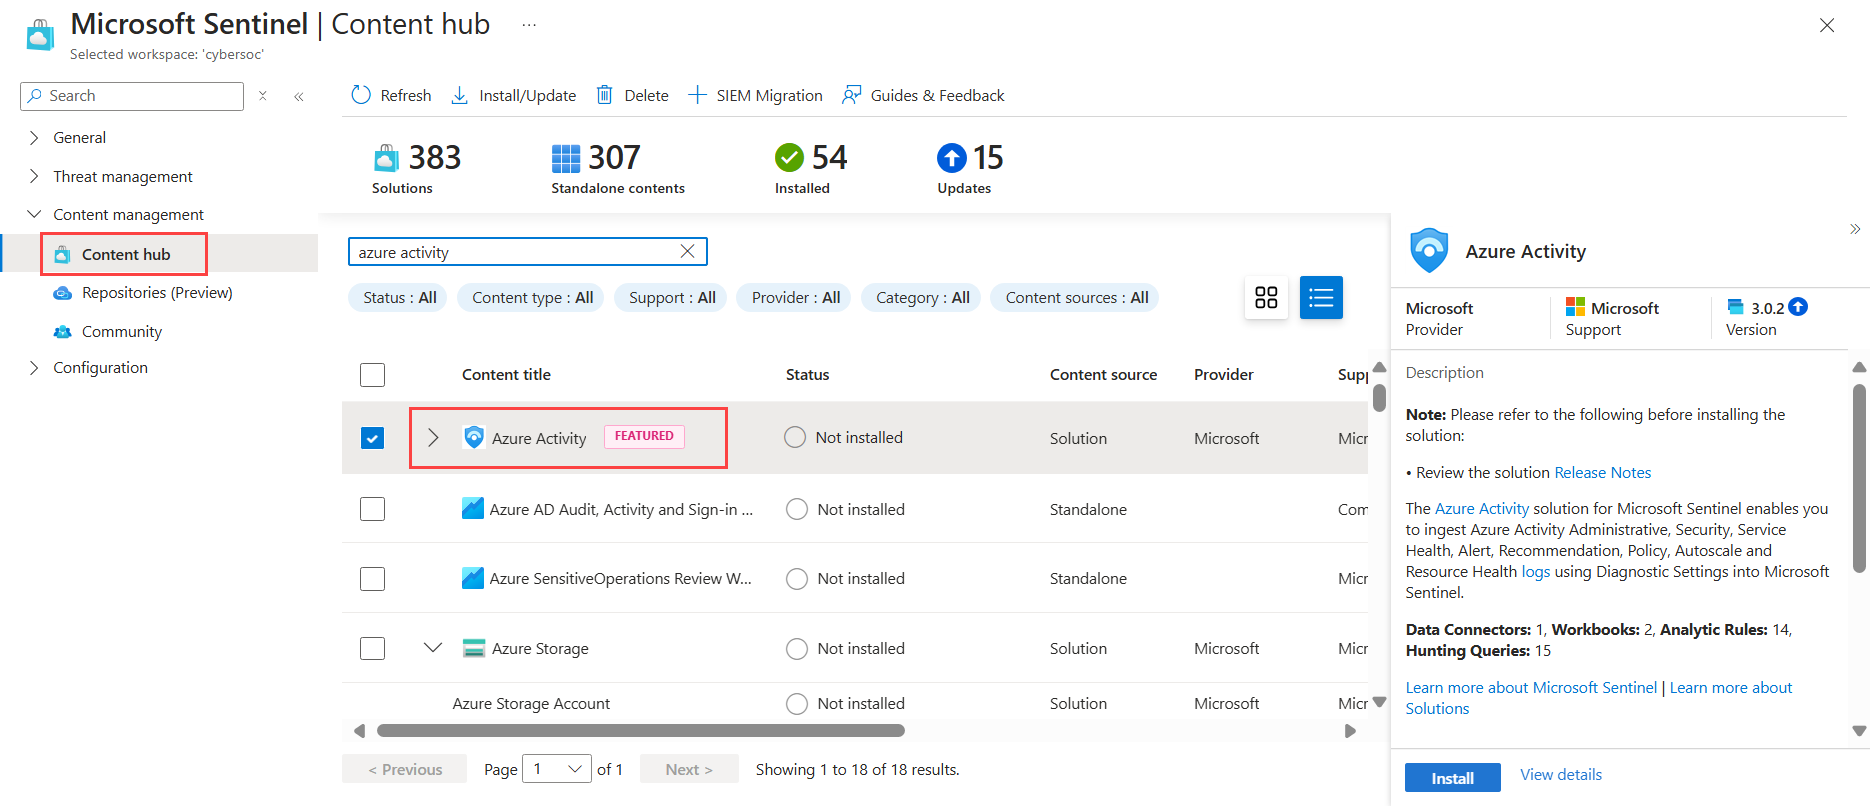 Microsoft Sentinel | Content hub ...
Selected workspace: 'cybersoc'
Search
General
Threat management
Content management
Content hub
Repositories (Preview)
Community
Configuration
Refresh Install/Update Delete SIEM Migration Guides & Feedback
383 307 54 15
Solutions Standalone contents Installed Updates
azure activity
Status : All Content type : All Support : All Provider : All Category : All Content sources : All
Content title Status Content source Provider Supp
Azure Activity FEATURED Not installed Solution Microsoft Micr
Azure AD Audit, Activity and Sign-in ... Not installed Standalone Com
Azure SensitiveOperations Review W... Not installed Standalone Micr
Azure Storage Not installed Solution Microsoft Micr
Azure Storage Account Not installed Solution Microsoft Micr
< Previous Page 1 of 1 Next > Showing 1 to 18 of 18 results.
Azure Activity
Microsoft Microsoft 3.0.2
Provider Support Version
Description
Note: Please refer to the following before installing the
solution:
• Review the solution Release Notes
The Azure Activity solution for Microsoft Sentinel enables you
to ingest Azure Activity Administrative, Security, Service
Health, Alert, Recommendation, Policy, Autoscale and
Resource Health logs using Diagnostic Settings into Microsoft
Sentinel.
Data Connectors: 1, Workbooks: 2, Analytic Rules: 14,
Hunting Queries: 15
Learn more about Microsoft Sentinel | Learn more about
Solutions
Install View details